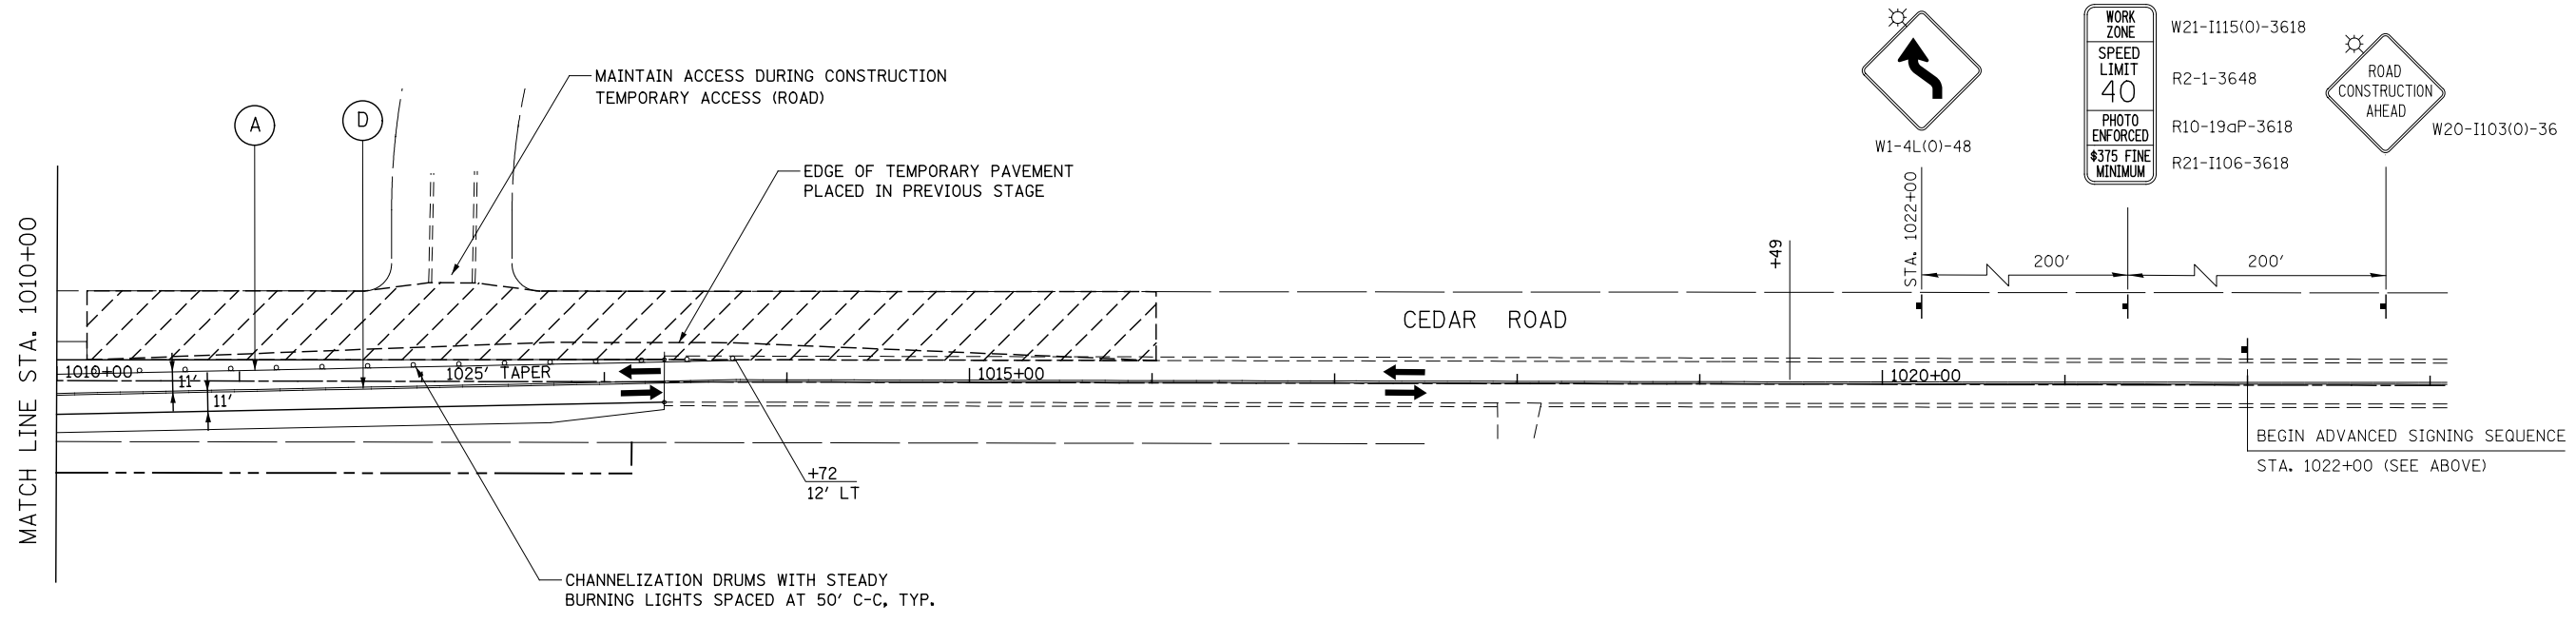 MATCH LINE STA. 1010+00
A
D
MAINTAIN ACCESS DURING CONSTRUCTION
TEMPORARY ACCESS (ROAD)
EDGE OF TEMPORARY PAVEMENT
PLACED IN PREVIOUS STAGE
W1-4L(O)-48
WORK
ZONE
SPEED
LIMIT
40
PHOTO
ENFORCED
$375 FINE
MINIMUM
W21-I115(O)-3618
R2-1-3648
R10-19aP-3618
R21-I106-3618
ROAD
CONSTRUCTION
AHEAD
W20-I103(O)-36
STA. 1022+00
200'
200'
+49
CEDAR ROAD
1010+00
11'
11'
1025' TAPER
1015+00
1020+00
+72
12' LT
BEGIN ADVANCED SIGNING SEQUENCE
STA. 1022+00 (SEE ABOVE)
CHANNELIZATION DRUMS WITH STEADY
BURNING LIGHTS SPACED AT 50' C-C, TYP.